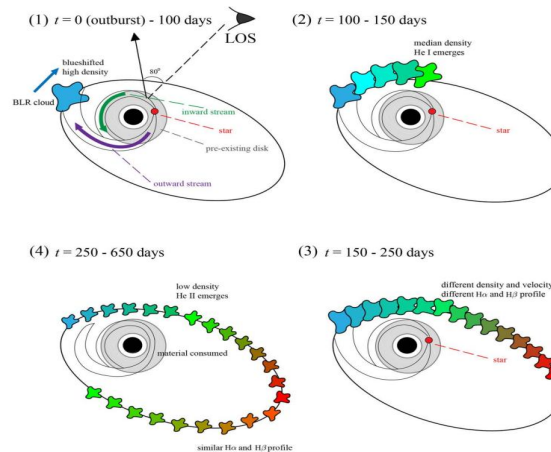 (1) t = 0 (outburst) - 100 days
LOS
blueshifted
high density
80°
BLR cloud
inward stream
star
pre-existing disk
outward stream
(2) t = 100 - 150 days
median density
He I emerges
star
(4) t = 250 - 650 days
low density
He II emerges
material consumed
similar Hα and Hβ profile
(3) t = 150 - 250 days
different density and velocity
different Hα and Hβ profile
star